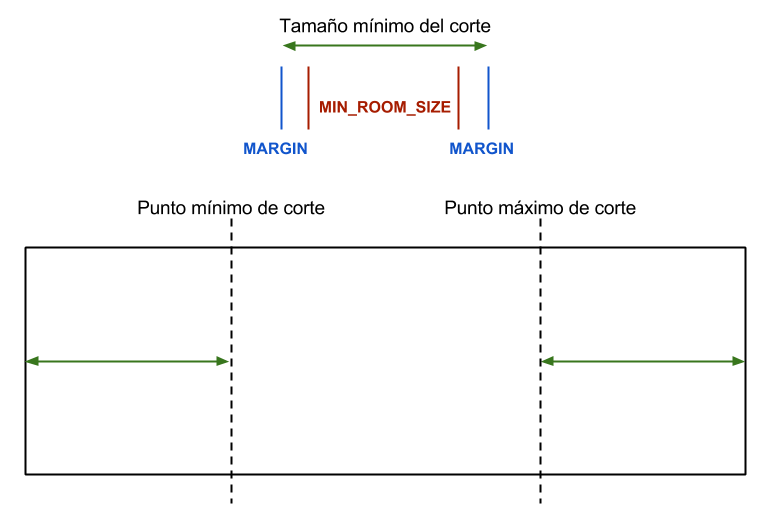 Tamaño mínimo del corte
MIN_ROOM_SIZE
MARGIN MARGIN
Punto mínimo de corte Punto máximo de corte